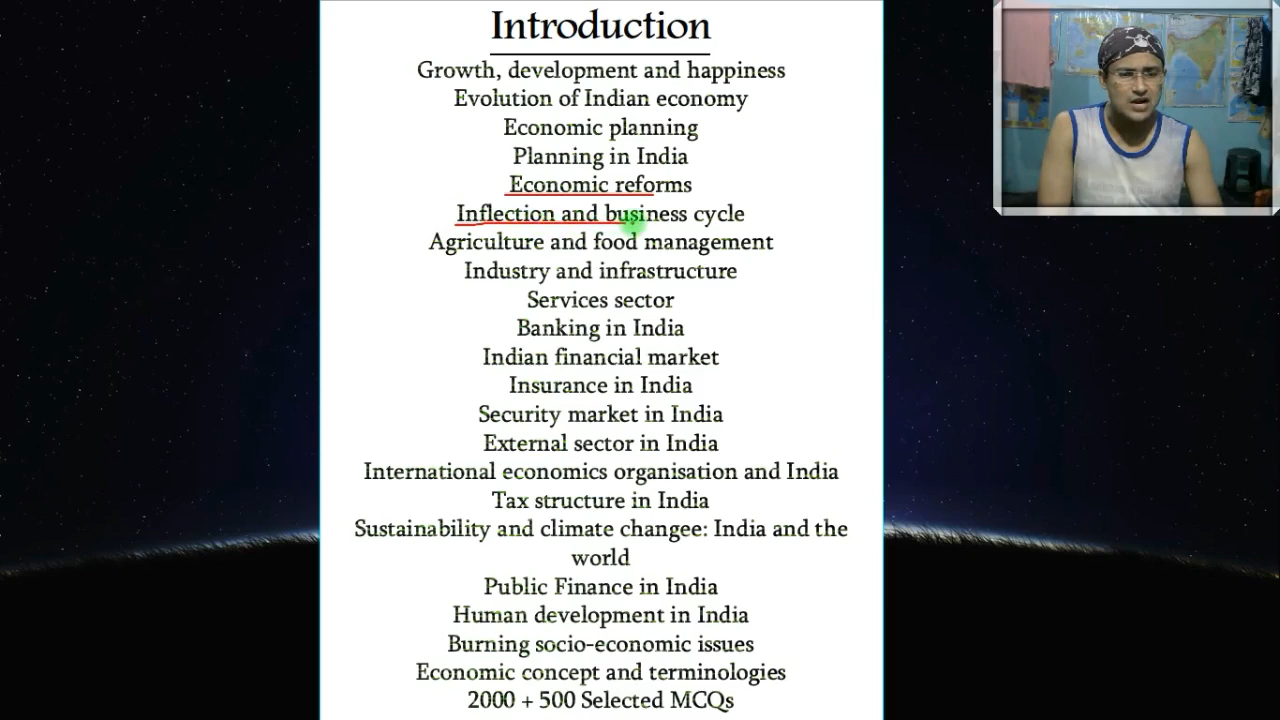 Introduction
Growth, development and happiness
Evolution of Indian economy
Economic planning
Planning in India
Economic reforms
Inflection and business cycle
Agriculture and food management
Industry and infrastructure
Services sector
Banking in India
Indian financial market
Insurance in India
Security market in India
External sector in India
International economics organisation and India
Tax structure in India
Sustainability and climate changee: India and the
world
Public Finance in India
Human development in India
Burning socio-economic issues
Economic concept and terminologies
2000 + 500 Selected MCQs